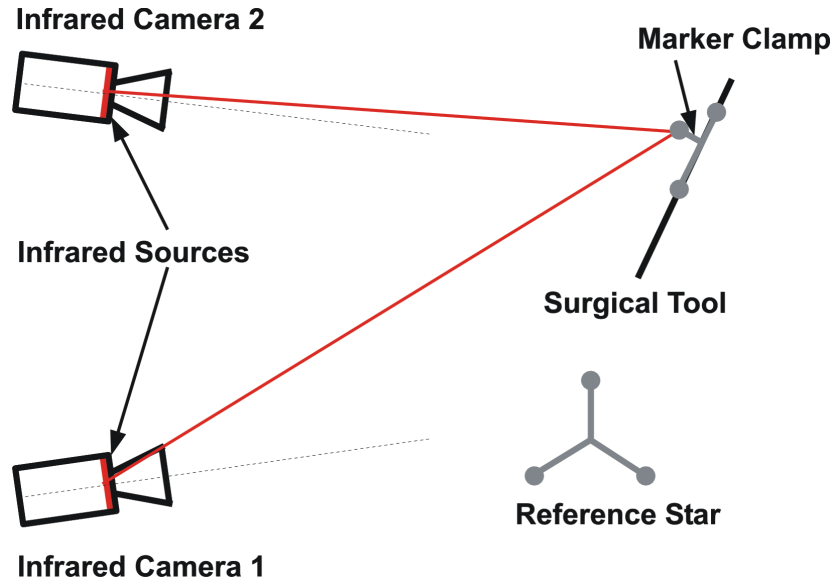 Infrared Camera 2
Marker Clamp
Infrared Sources
Surgical Tool
Reference Star
Infrared Camera 1